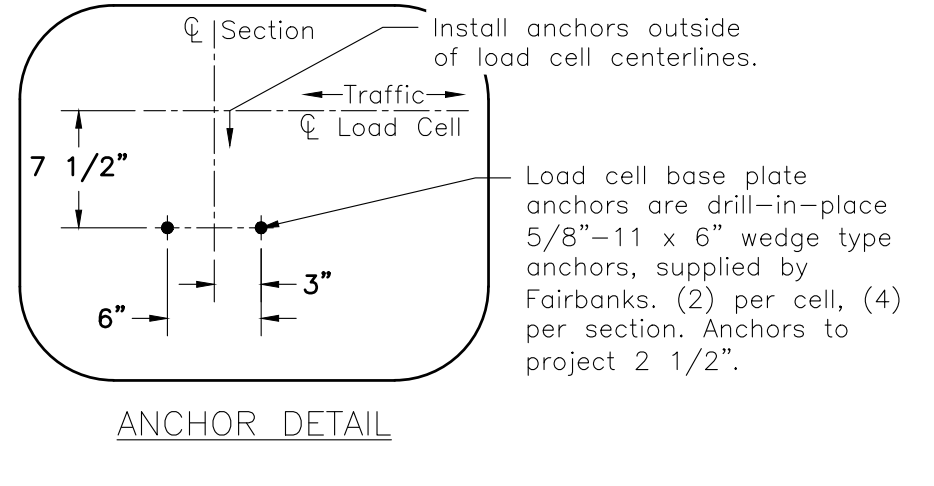 ℄ Section
Install anchors outside
of load cell centerlines.
Traffic
℄ Load Cell
7 1/2"
Load cell base plate
anchors are drill-in-place
5/8"-11 x 6" wedge type
anchors, supplied by
Fairbanks. (2) per cell, (4)
per section. Anchors to
project 2 1/2".
3"
6"
ANCHOR DETAIL